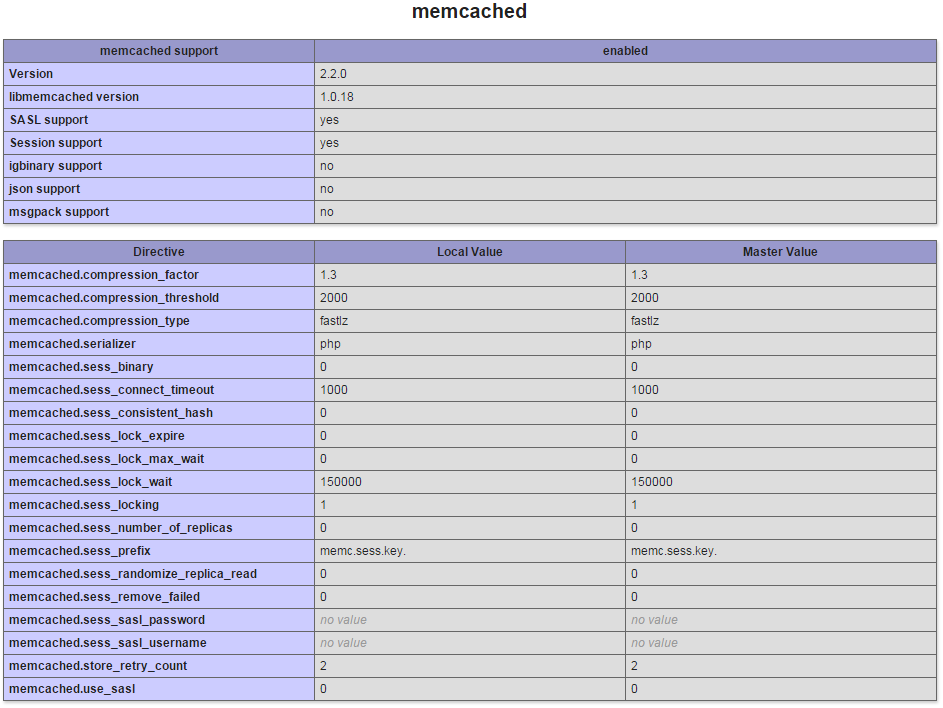 memcached
memcached support enabled
Version 2.2.0
libmemcached version 1.0.18
SASL support yes
Session support yes
igbinary support no
json support no
msgpack support no
Directive Local Value Master Value
memcached.compression_factor 1.3 1.3
memcached.compression_threshold 2000 2000
memcached.compression_type fastlz fastlz
memcached.serializer php php
memcached.sess_binary 0 0
memcached.sess_connect_timeout 1000 1000
memcached.sess_consistent_hash 0 0
memcached.sess_lock_expire 0 0
memcached.sess_lock_max_wait 0 0
memcached.sess_lock_wait 150000 150000
memcached.sess_locking 1 1
memcached.sess_number_of_replicas 0 0
memcached.sess_prefix memc.sess.key. memc.sess.key.
memcached.sess_randomize_replica_read 0 0
memcached.sess_remove_failed 0 0
memcached.sess_sasl_password no value no value
memcached.sess_sasl_username no value no value
memcached.store_retry_count 2 2
memcached.use_sasl 0 0